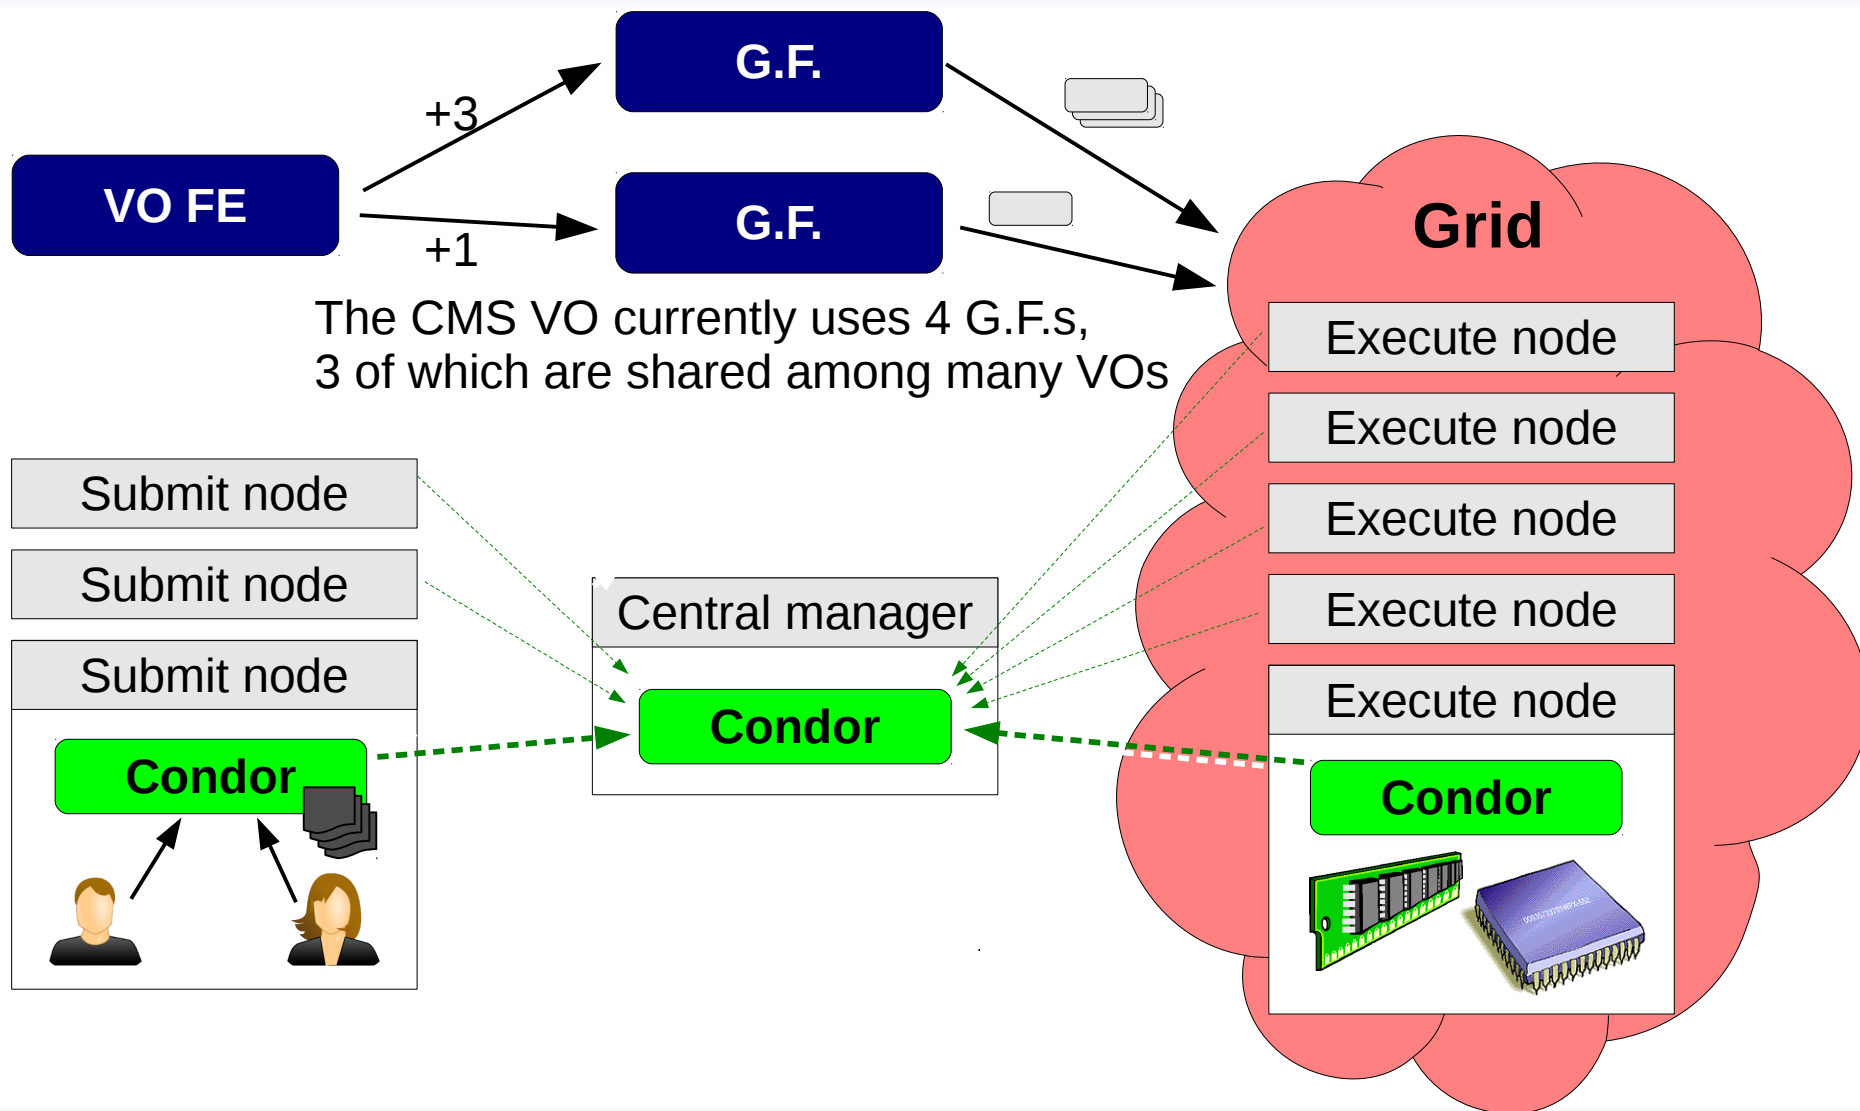 G.F.
+3
VO FE
G.F.
+1
Grid
The CMS VO currently uses 4 G.F.s,
3 of which are shared among many VOs
Execute node
Execute node
Execute node
Execute node
Execute node
Condor
Submit node
Submit node
Submit node
Condor
Central manager
Condor